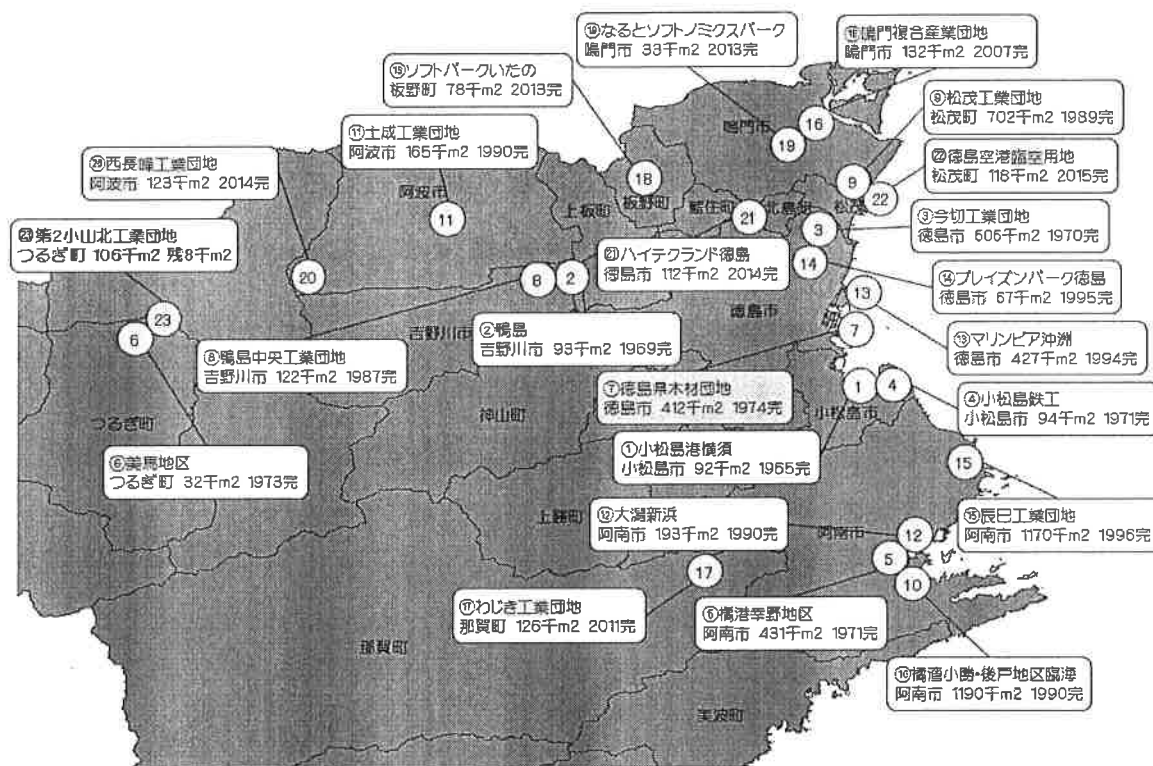 ⑲なるとソフトノミクスパーク
鳴門市 33千m2 2013完
⑯鳴門複合産業団地
鳴門市 132千m2 2007完
⑱ソフトパークいたの
板野町 78千m2 2013完
⑨松茂工業団地
松茂町 702千m2 1989完
⑪土成工業団地
阿波市 165千m2 1990完
㉒徳島空港臨空用地
松茂町 118千m2 2015完
⑳西長峰工業団地
阿波市 123千m2 2014完
③今切工業団地
徳島市 606千m2 1970完
㉓第2小山北工業団地
つるぎ町 106千m2 残8千m2
㉑ハイテクランド徳島
徳島市 112千m2 2014完
⑭ブレイズンパーク徳島
徳島市 67千m2 1995完
②鴨島
吉野川市 93千m2 1969完
⑬マリンピア沖洲
徳島市 427千m2 1994完
⑧鴨島中央工業団地
吉野川市 122千m2 1987完
⑦徳島県木材団地
徳島市 412千m2 1974完
④小松島鉄工
小松島市 94千m2 1971完
①小松島港横須
小松島市 92千m2 1965完
⑥美馬地区
つるぎ町 32千m2 1973完
⑫大潟新浜
阿南市 193千m2 1990完
⑮辰巳工業団地
阿南市 1170千m2 1996完
⑰わじき工業団地
那賀町 126千m2 2011完
⑤橘港幸野地区
阿南市 431千m2 1971完
⑩橘港小勝・後戸地区臨海
阿南市 1190千m2 1990完
鳴門市
16
19
18
板野町
阿波市
11
上板町
藍住町
21
北島町
松茂
9
22
3
14
20
8
2
徳島市
13
7
23
6
吉野川市
つるぎ町
神山町
1
4
小松島市
15
上勝町
阿南市
12
5
10
17
那賀町
美波町